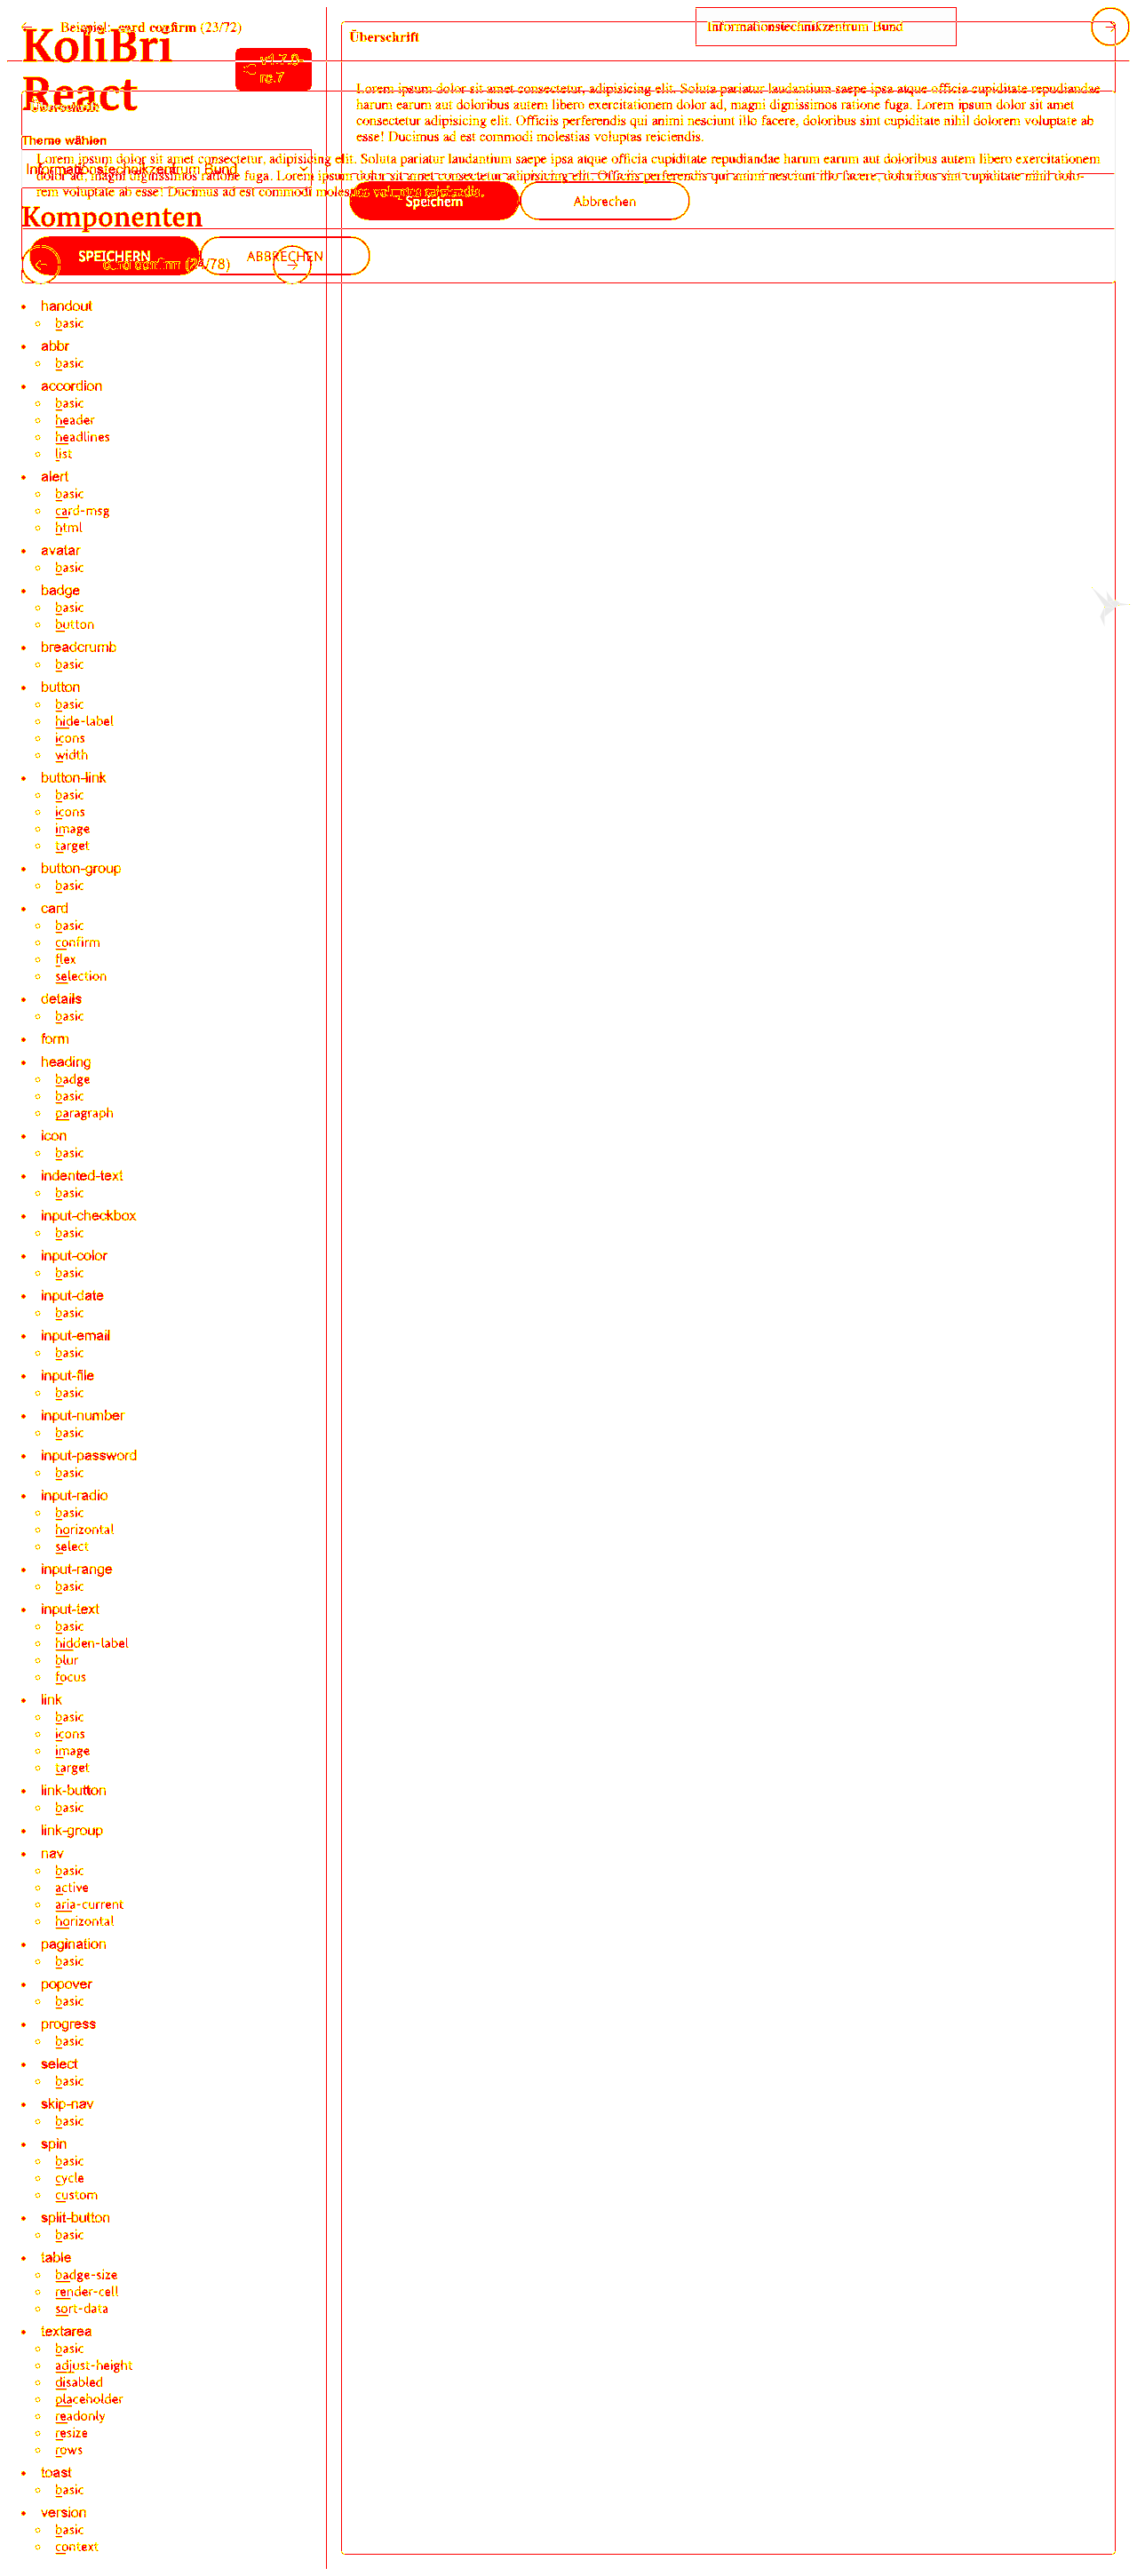 Beispiel: card confirm (23/72)
Informationstechnikzentrum Bund
KoliBri
React
v1.7.0-
rc.7
Überschrift
Lorem ipsum dolor sit amet consectetur, adipisicing elit. Soluta pariatur laudantium saepe ipsa atque officia cupiditate repudiandae
harum earum aut doloribus autem libero exercitationem dolor ad, magni dignissimos ratione fuga. Lorem ipsum dolor sit amet
consectetur adipisicing elit. Officiis perferendis qui animi nesciunt illo facere, doloribus sint cupiditate nihil dolorem voluptate ab
esse! Ducimus ad est commodi molestias voluptas reiciendis.
Speichern
Abbrechen
Überschrift
Theme wählen
Informationstechnikzentrum Bund
Lorem ipsum dolor sit amet consectetur, adipisicing elit. Soluta pariatur laudantium saepe ipsa atque officia cupiditate repudiandae harum earum aut doloribus autem libero exercitationem
dolor ad, magni dignissimos ratione fuga. Lorem ipsum dolor sit amet consectetur adipisicing elit. Officiis perferendis qui animi nesciunt illo facere, doloribus sint cupiditate nihil dolo-
rem voluptate ab esse! Ducimus ad est commodi molestias voluptas reiciendis.
Komponenten
SPEICHERN
ABBRECHEN
card confirm (24/78)
handout
basic
abbr
basic
accordion
basic
header
headlines
list
alert
basic
card-msg
html
avatar
basic
badge
basic
button
breadcrumb
basic
button
basic
hide-label
icons
width
button-link
basic
icons
image
target
button-group
basic
card
basic
confirm
flex
selection
details
basic
form
heading
badge
basic
paragraph
icon
basic
indented-text
basic
input-checkbox
basic
input-color
basic
input-date
basic
input-email
basic
input-file
basic
input-number
basic
input-password
basic
input-radio
basic
horizontal
select
input-range
basic
input-text
basic
hidden-label
blur
focus
link
basic
icons
image
target
link-button
basic
link-group
nav
basic
active
aria-current
horizontal
pagination
basic
popover
basic
progress
basic
select
basic
skip-nav
basic
spin
basic
cycle
custom
split-button
basic
table
badge-size
render-cell
sort-data
textarea
basic
adjust-height
disabled
placeholder
readonly
resize
rows
toast
basic
version
basic
context